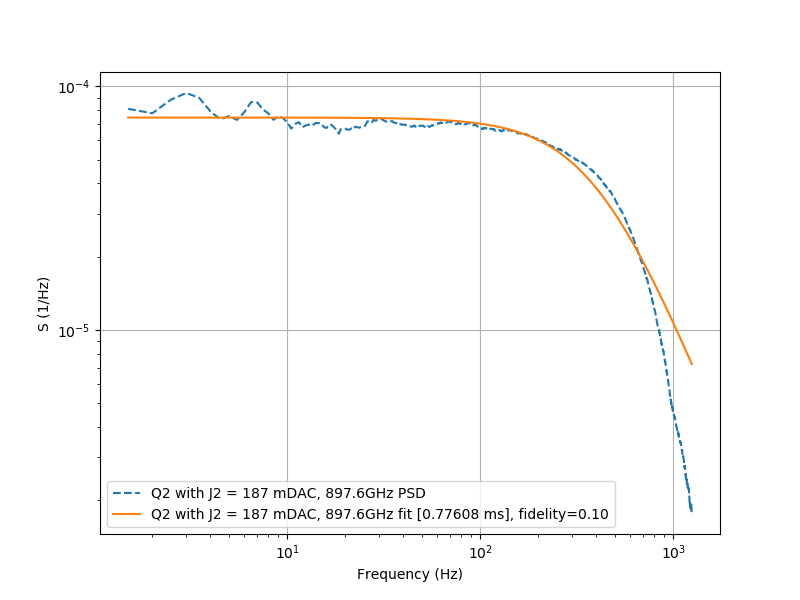 10⁻⁴
10⁻⁵
S (1/Hz)
Q2 with J2 = 187 mDAC, 897.6GHz PSD
Q2 with J2 = 187 mDAC, 897.6GHz fit [0.77608 ms], fidelity=0.10
10¹ 10² 10³
Frequency (Hz)